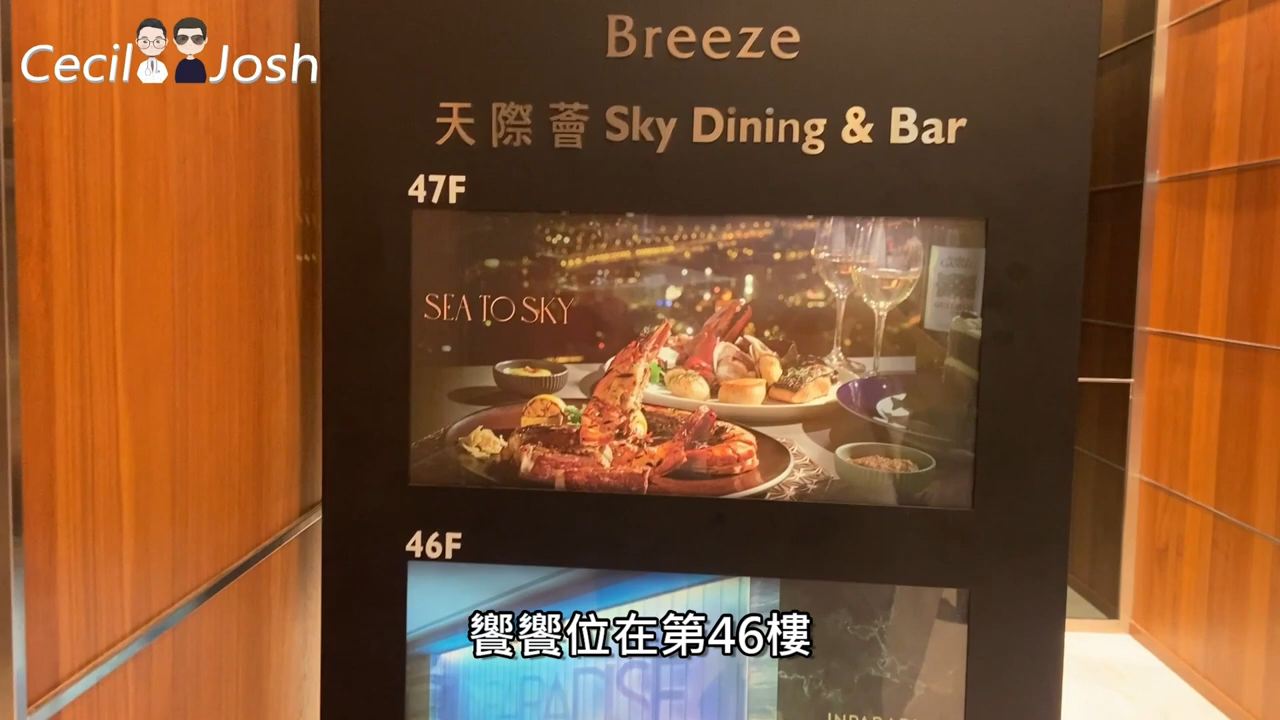 Cecil Josh
Breeze
天際薈 Sky Dining & Bar
47F
SEA TO SKY
46F
饗饗位在第46樓